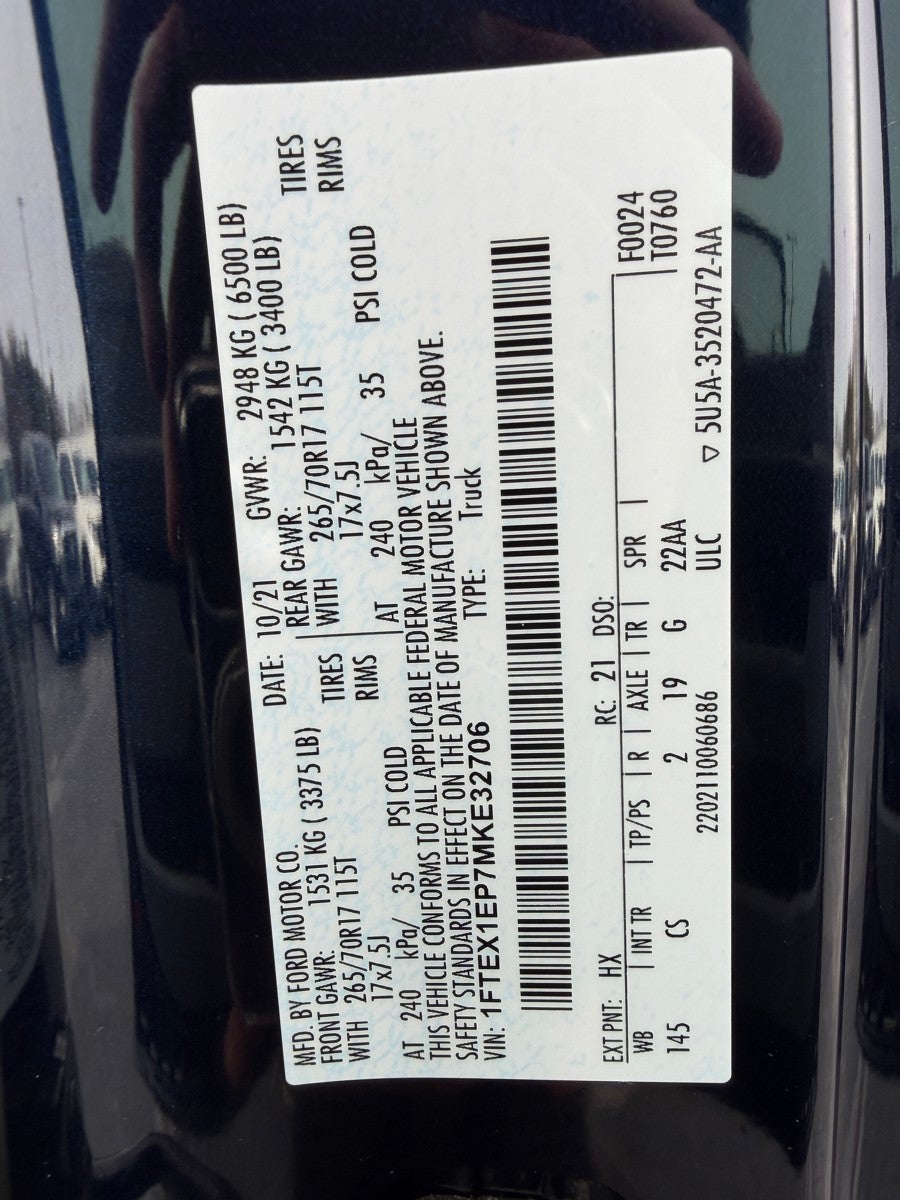 MFD. BY FORD MOTOR CO. DATE: 10/21 GVWR: 2948 KG ( 6500 LB)
FRONT GAWR: 1531 KG ( 3375 LB) REAR GAWR: 1542 KG ( 3400 LB)
WITH 265/70R17 115T TIRES WITH 265/70R17 115T TIRES
17x7.5J RIMS 17x7.5J RIMS
AT 240 kPa/ 35 PSI COLD AT 240 kPa/ 35 PSI COLD
THIS VEHICLE CONFORMS TO ALL APPLICABLE FEDERAL MOTOR VEHICLE
SAFETY STANDARDS IN EFFECT ON THE DATE OF MANUFACTURE SHOWN ABOVE.
VIN: 1FTEX1EP7MKE32706 TYPE: Truck
EXT PNT: HX RC: 21 DSO: F0024
WB INT TR TP/PS R AXLE TR SPR T0760
145 CS 2 19 G 22AA
2202110060686 ULC ▽ 5U5A-3520472-AA